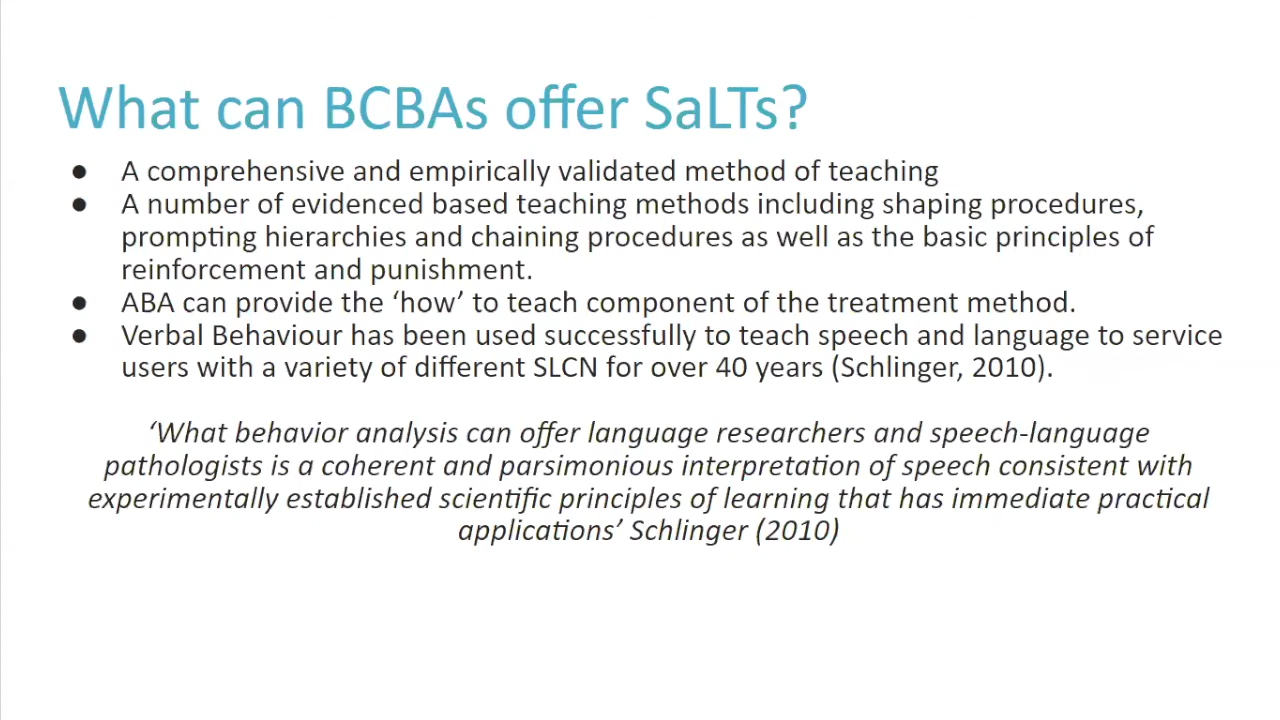 What can BCBAs offer SaLTs?
● A comprehensive and empirically validated method of teaching
● A number of evidenced based teaching methods including shaping procedures,
prompting hierarchies and chaining procedures as well as the basic principles of
reinforcement and punishment.
● ABA can provide the ‘how’ to teach component of the treatment method.
● Verbal Behaviour has been used successfully to teach speech and language to service
users with a variety of different SLCN for over 40 years (Schlinger, 2010).
‘What behavior analysis can offer language researchers and speech-language
pathologists is a coherent and parsimonious interpretation of speech consistent with
experimentally established scientific principles of learning that has immediate practical
applications’ Schlinger (2010)